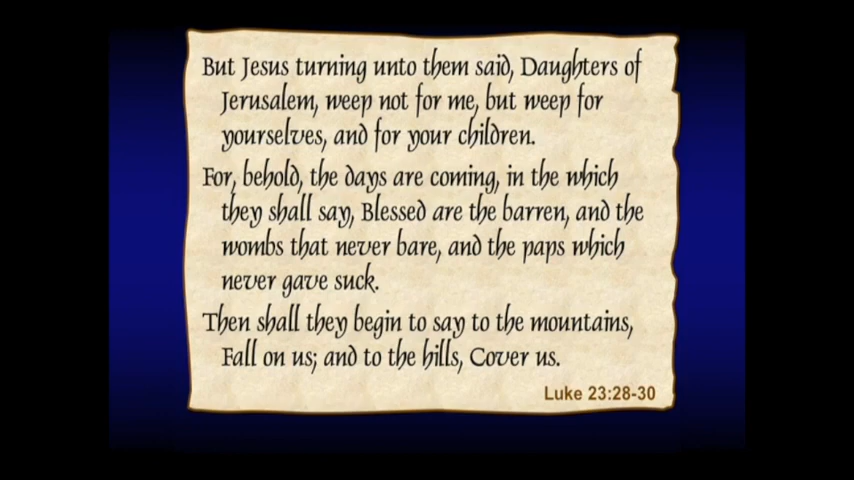 But Jesus turning unto them said, Daughters of
Jerusalem, weep not for me, but weep for
yourselves, and for your children.
For, behold, the days are coming, in the which
they shall say, Blessed are the barren, and the
wombs that never bare, and the paps which
never gave suck.
Then shall they begin to say to the mountains,
Fall on us; and to the hills, Cover us.
Luke 23:28-30